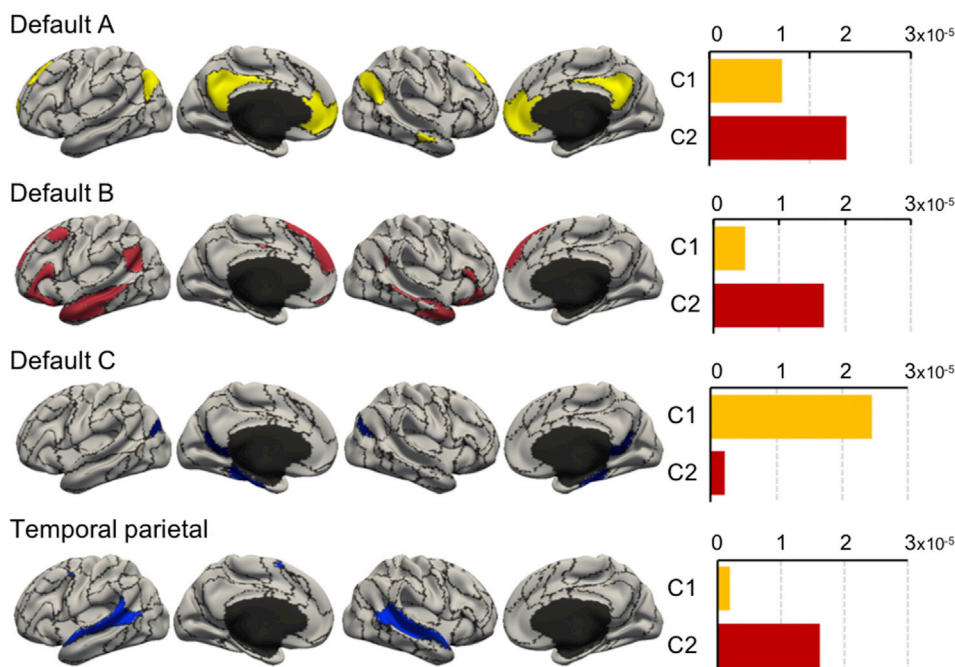 Default A
0 1 2 3x10-5
C1
C2
Default B
0 1 2 3x10-5
C1
C2
Default C
0 1 2 3x10-5
C1
C2
Temporal parietal
0 1 2 3x10-5
C1
C2